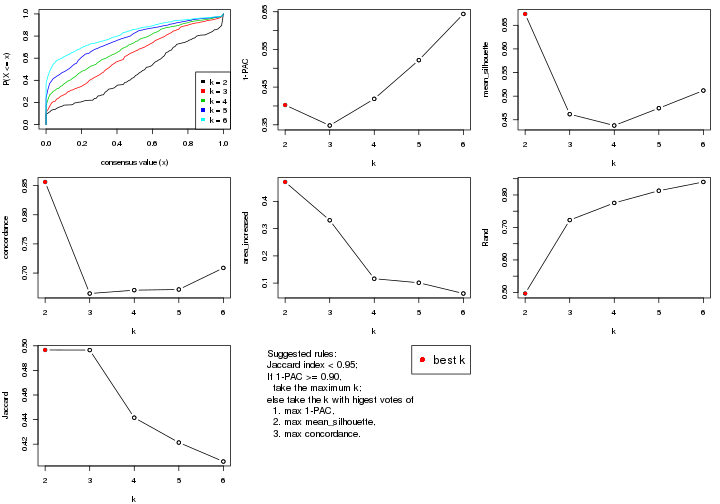 P(X <= x)
0.0 0.2 0.4 0.6 0.8 1.0
k = 2
k = 3
k = 4
k = 5
k = 6
0.0 0.2 0.4 0.6 0.8 1.0
consensus value (x)
1-PAC
0.35 0.45 0.55 0.65
2 3 4 5 6
k
mean_silhouette
0.45 0.50 0.55 0.60 0.65
2 3 4 5 6
k
concordance
0.70 0.75 0.80 0.85
2 3 4 5 6
k
area_increased
0.1 0.2 0.3 0.4
2 3 4 5 6
k
Rand
0.50 0.60 0.70 0.80
2 3 4 5 6
k
Jaccard
0.42 0.44 0.46 0.48 0.50
2 3 4 5 6
k
Suggested rules:
Jaccard index < 0.95;
If 1-PAC >= 0.90,
take the maximum k;
else take the k with higest votes of
1. max 1-PAC,
2. max mean_silhouette,
3. max concordance.
best k